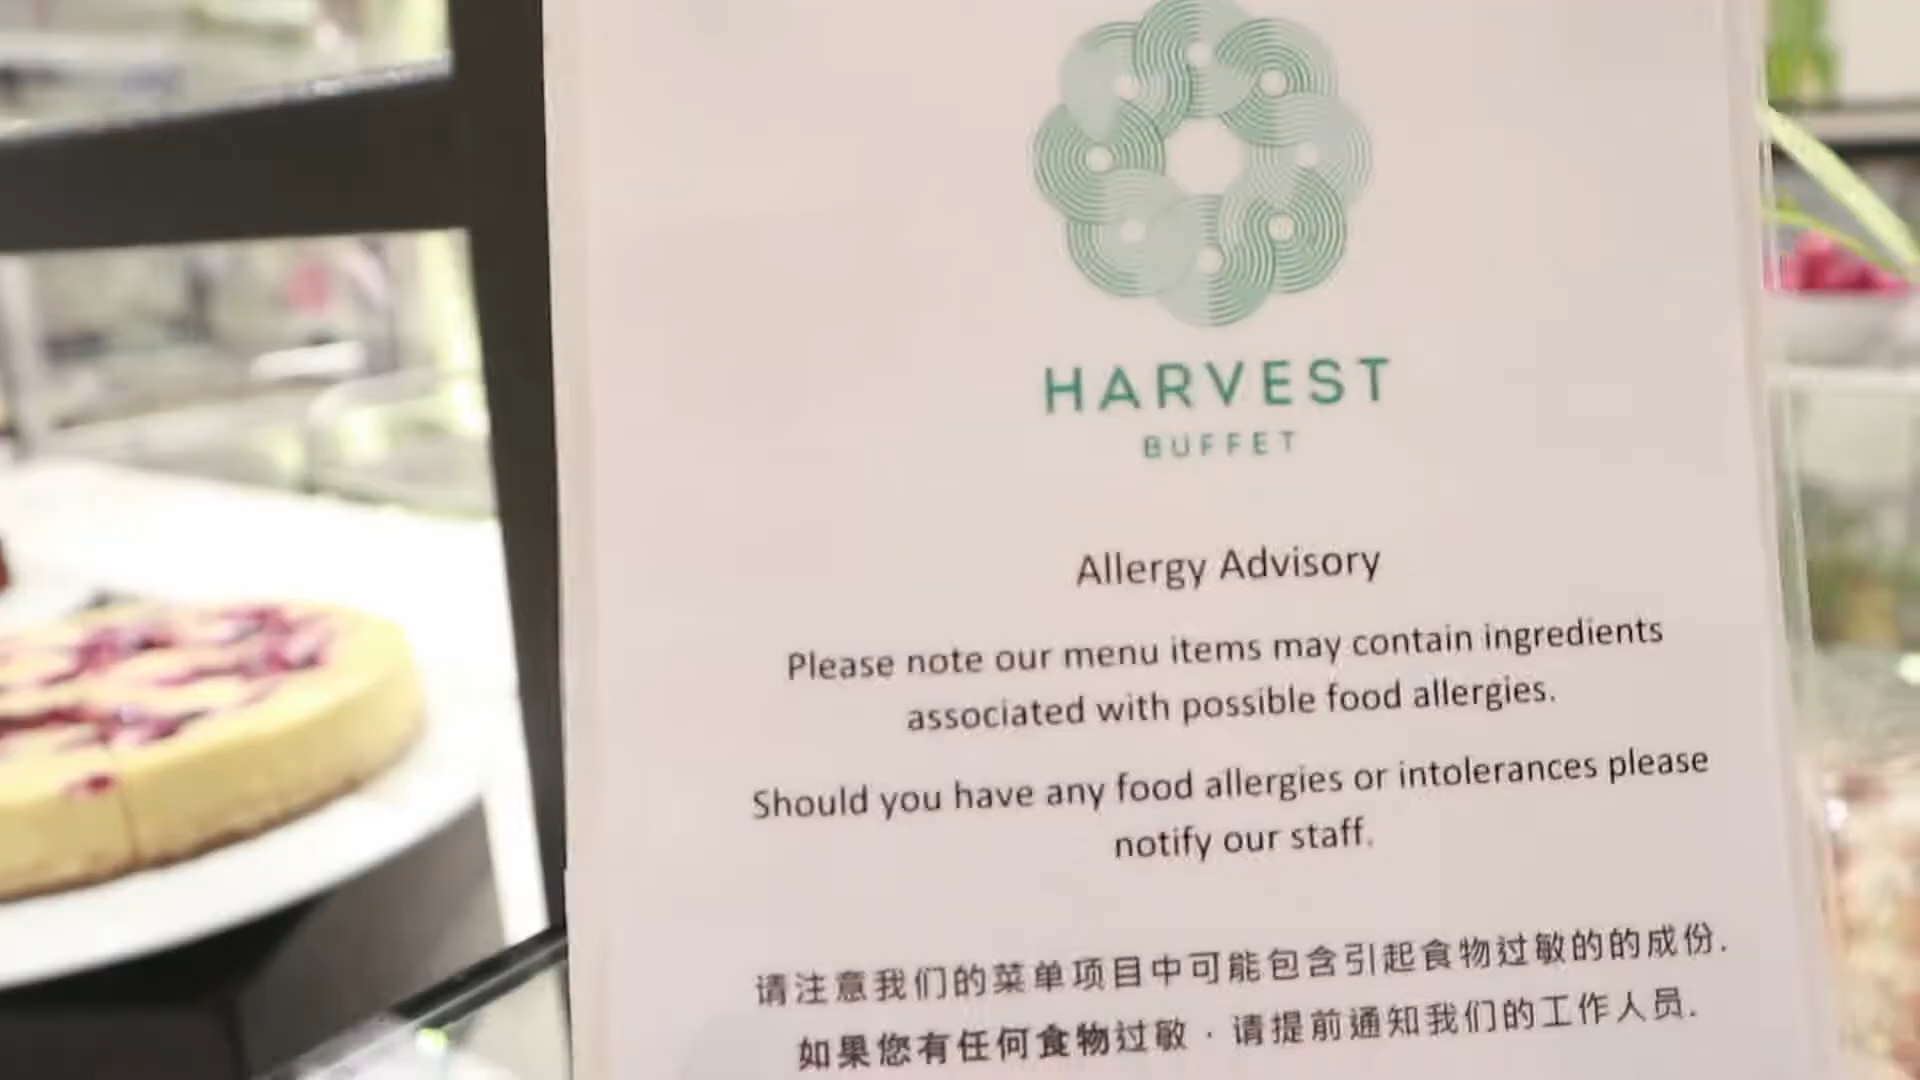 HARVEST
BUFFET
Allergy Advisory
Please note our menu items may contain ingredients
associated with possible food allergies.
Should you have any food allergies or intolerances please
notify our staff.
请注意我们的菜单项目中可能包含引起食物过敏的的成份.
如果您有任何食物过敏，请提前通知我们的工作人员.